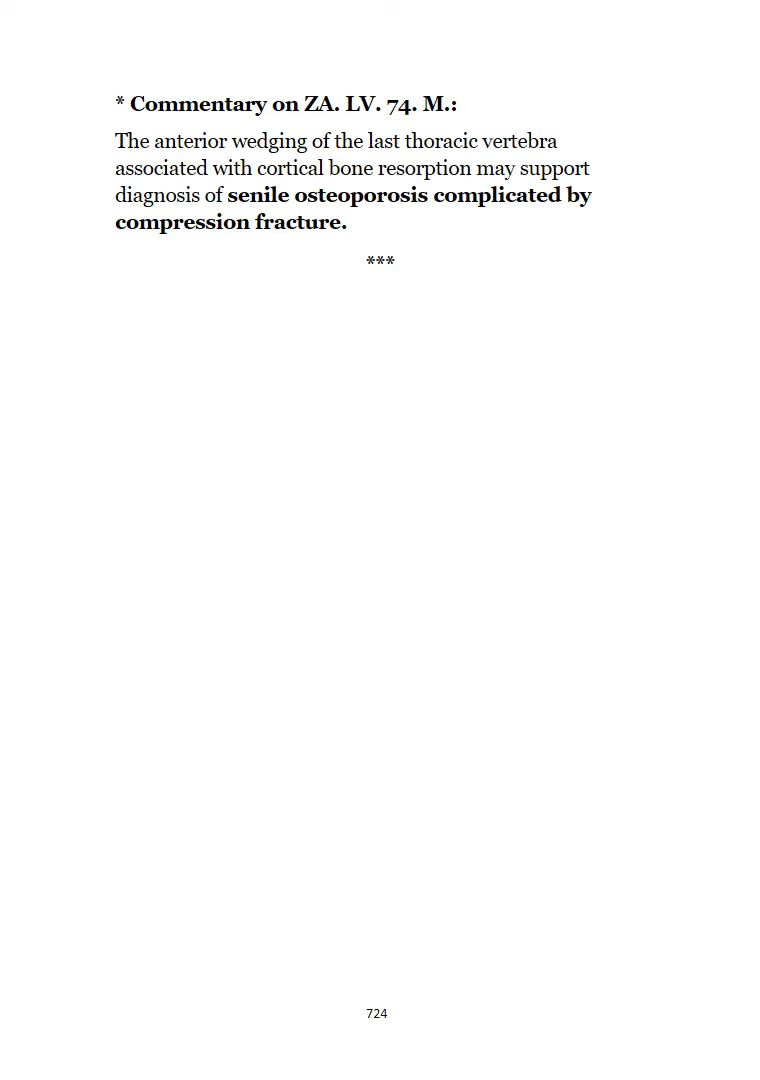 * Commentary on ZA. LV. 74. M.:
The anterior wedging of the last thoracic vertebra
associated with cortical bone resorption may support
diagnosis of senile osteoporosis complicated by
compression fracture.
***
724